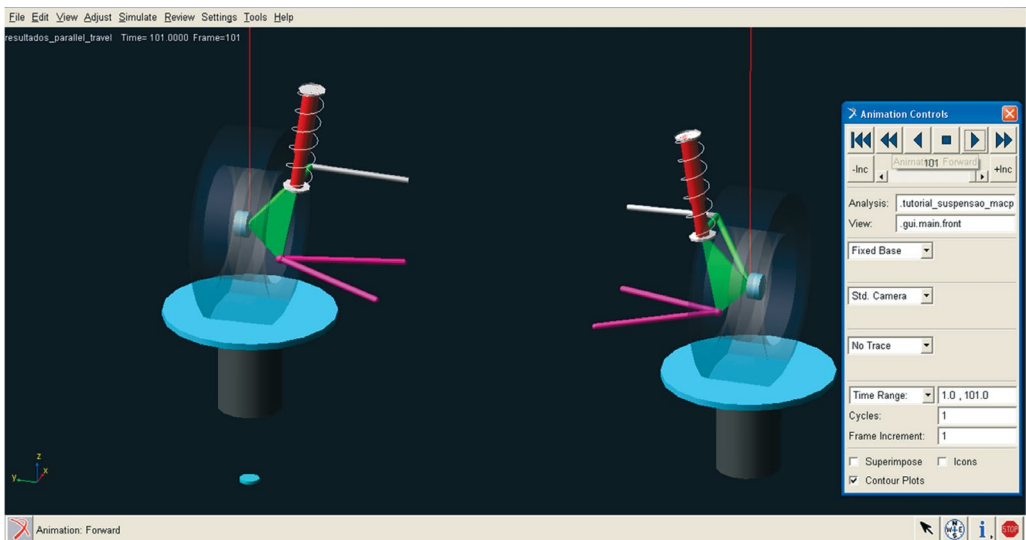 File Edit View Adjust Simulate Review Settings Tools Help
resultados_parallel_travel Time= 101.0000 Frame=101
Animation Controls
-Inc 101 +Inc
Animation Forward
Analysis: .tutorial_suspensao_macp
View: .gui.main.front
Fixed Base
Std. Camera
No Trace
Time Range: 1.0 , 101.0
Cycles: 1
Frame Increment: 1
Superimpose Icons
Contour Plots
z
y x
Animation: Forward
N W E S i STOP